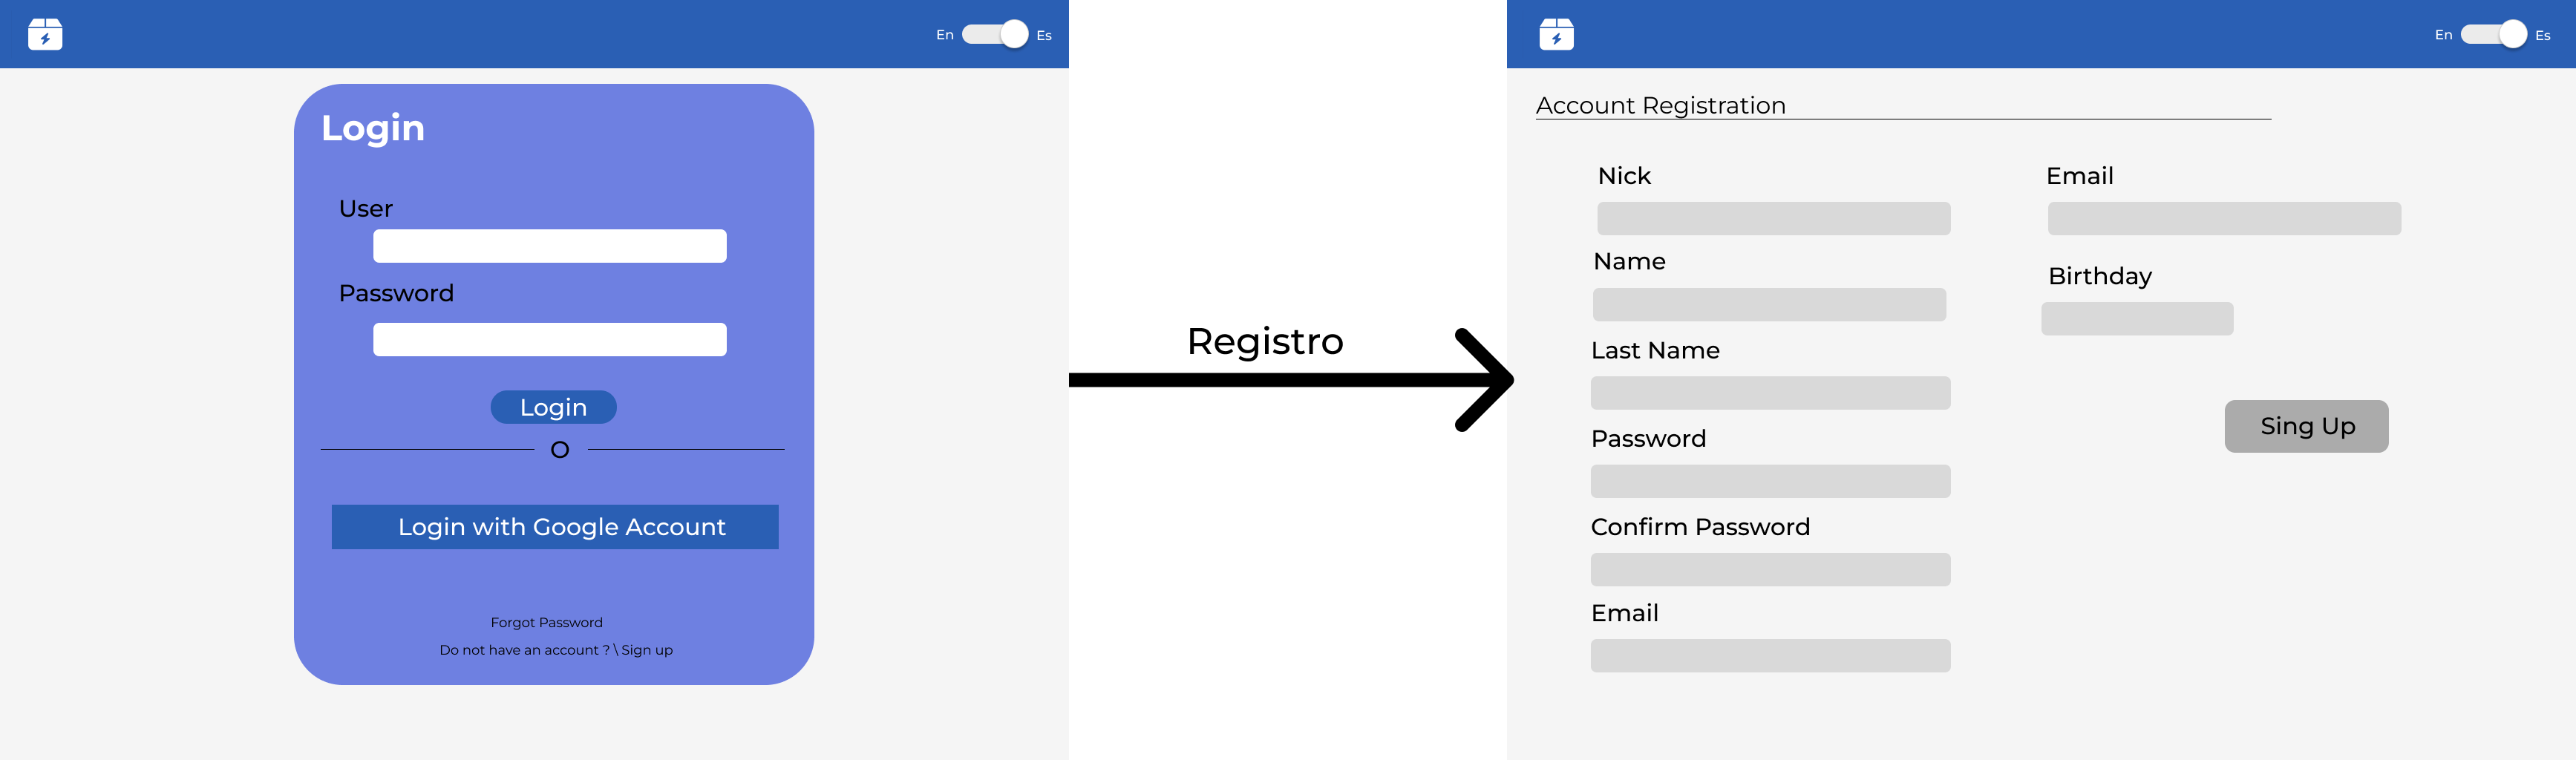 En Es
Login
User
Password
Login
O
Login with Google Account
Forgot Password
Do not have an account ? \ Sign up
Registro
En Es
Account Registration
Nick
Name
Last Name
Password
Confirm Password
Email
Email
Birthday
Sing Up